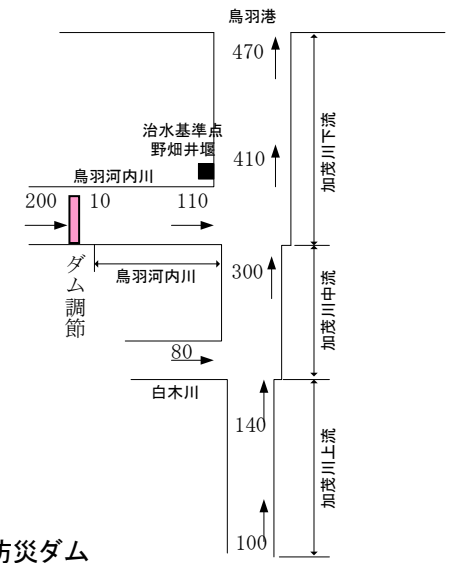 鳥羽港
470
治水基準点
野畑井堰
410
加茂川下流
鳥羽河内川
200 10 110
ダム調節
鳥羽河内川
300
加茂川中流
80
白木川
140
加茂川上流
100
防災ダム